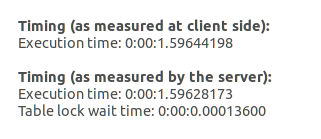 Timing (as measured at client side):
Execution time: 0:00:1.59644198
Timing (as measured by the server):
Execution time: 0:00:1.59628173
Table lock wait time: 0:00:0.00013600